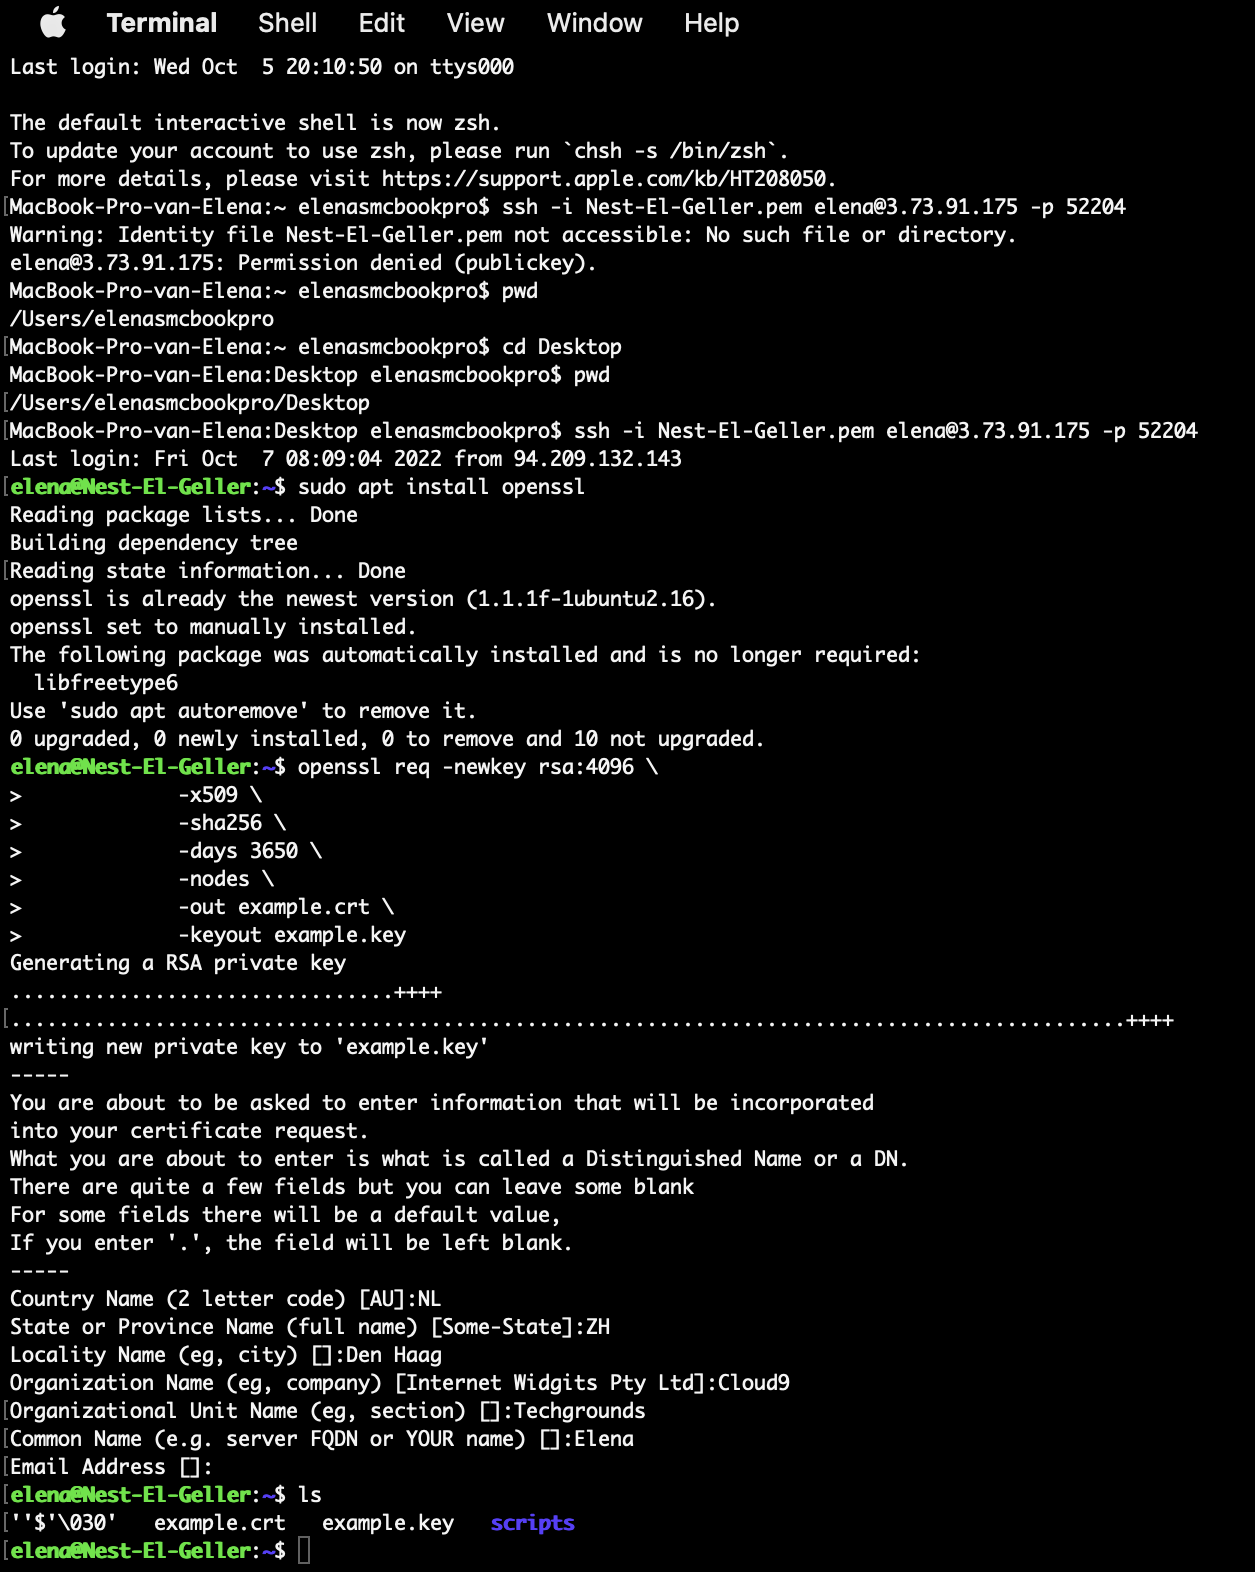 Terminal Shell Edit View Window Help
Last login: Wed Oct  5 20:10:50 on ttys000
The default interactive shell is now zsh.
To update your account to use zsh, please run `chsh -s /bin/zsh`.
For more details, please visit https://support.apple.com/kb/HT208050.
[MacBook-Pro-van-Elena:~ elenasmcbookpro$ ssh -i Nest-El-Geller.pem elena@3.73.91.175 -p 52204
Warning: Identity file Nest-El-Geller.pem not accessible: No such file or directory.
elena@3.73.91.175: Permission denied (publickey).
MacBook-Pro-van-Elena:~ elenasmcbookpro$ pwd
/Users/elenasmcbookpro
[MacBook-Pro-van-Elena:~ elenasmcbookpro$ cd Desktop
MacBook-Pro-van-Elena:Desktop elenasmcbookpro$ pwd
[/Users/elenasmcbookpro/Desktop
[MacBook-Pro-van-Elena:Desktop elenasmcbookpro$ ssh -i Nest-El-Geller.pem elena@3.73.91.175 -p 52204
Last login: Fri Oct  7 08:09:04 2022 from 94.209.132.143
[elena@Nest-El-Geller:~$ sudo apt install openssl
Reading package lists... Done
Building dependency tree
[Reading state information... Done
openssl is already the newest version (1.1.1f-1ubuntu2.16).
openssl set to manually installed.
The following package was automatically installed and is no longer required:
  libfreetype6
Use 'sudo apt autoremove' to remove it.
0 upgraded, 0 newly installed, 0 to remove and 10 not upgraded.
elena@Nest-El-Geller:~$ openssl req -newkey rsa:4096 \
>             -x509 \
>             -sha256 \
>             -days 3650 \
>             -nodes \
>             -out example.crt \
>             -keyout example.key
Generating a RSA private key
................................++++
[.............................................................................................++++
writing new private key to 'example.key'
-----
You are about to be asked to enter information that will be incorporated
into your certificate request.
What you are about to enter is what is called a Distinguished Name or a DN.
There are quite a few fields but you can leave some blank
For some fields there will be a default value,
If you enter '.', the field will be left blank.
-----
Country Name (2 letter code) [AU]:NL
State or Province Name (full name) [Some-State]:ZH
Locality Name (eg, city) []:Den Haag
Organization Name (eg, company) [Internet Widgits Pty Ltd]:Cloud9
[Organizational Unit Name (eg, section) []:Techgrounds
[Common Name (e.g. server FQDN or YOUR name) []:Elena
[Email Address []:
[elena@Nest-El-Geller:~$ ls
[''$'\030'   example.crt   example.key   scripts
[elena@Nest-El-Geller:~$